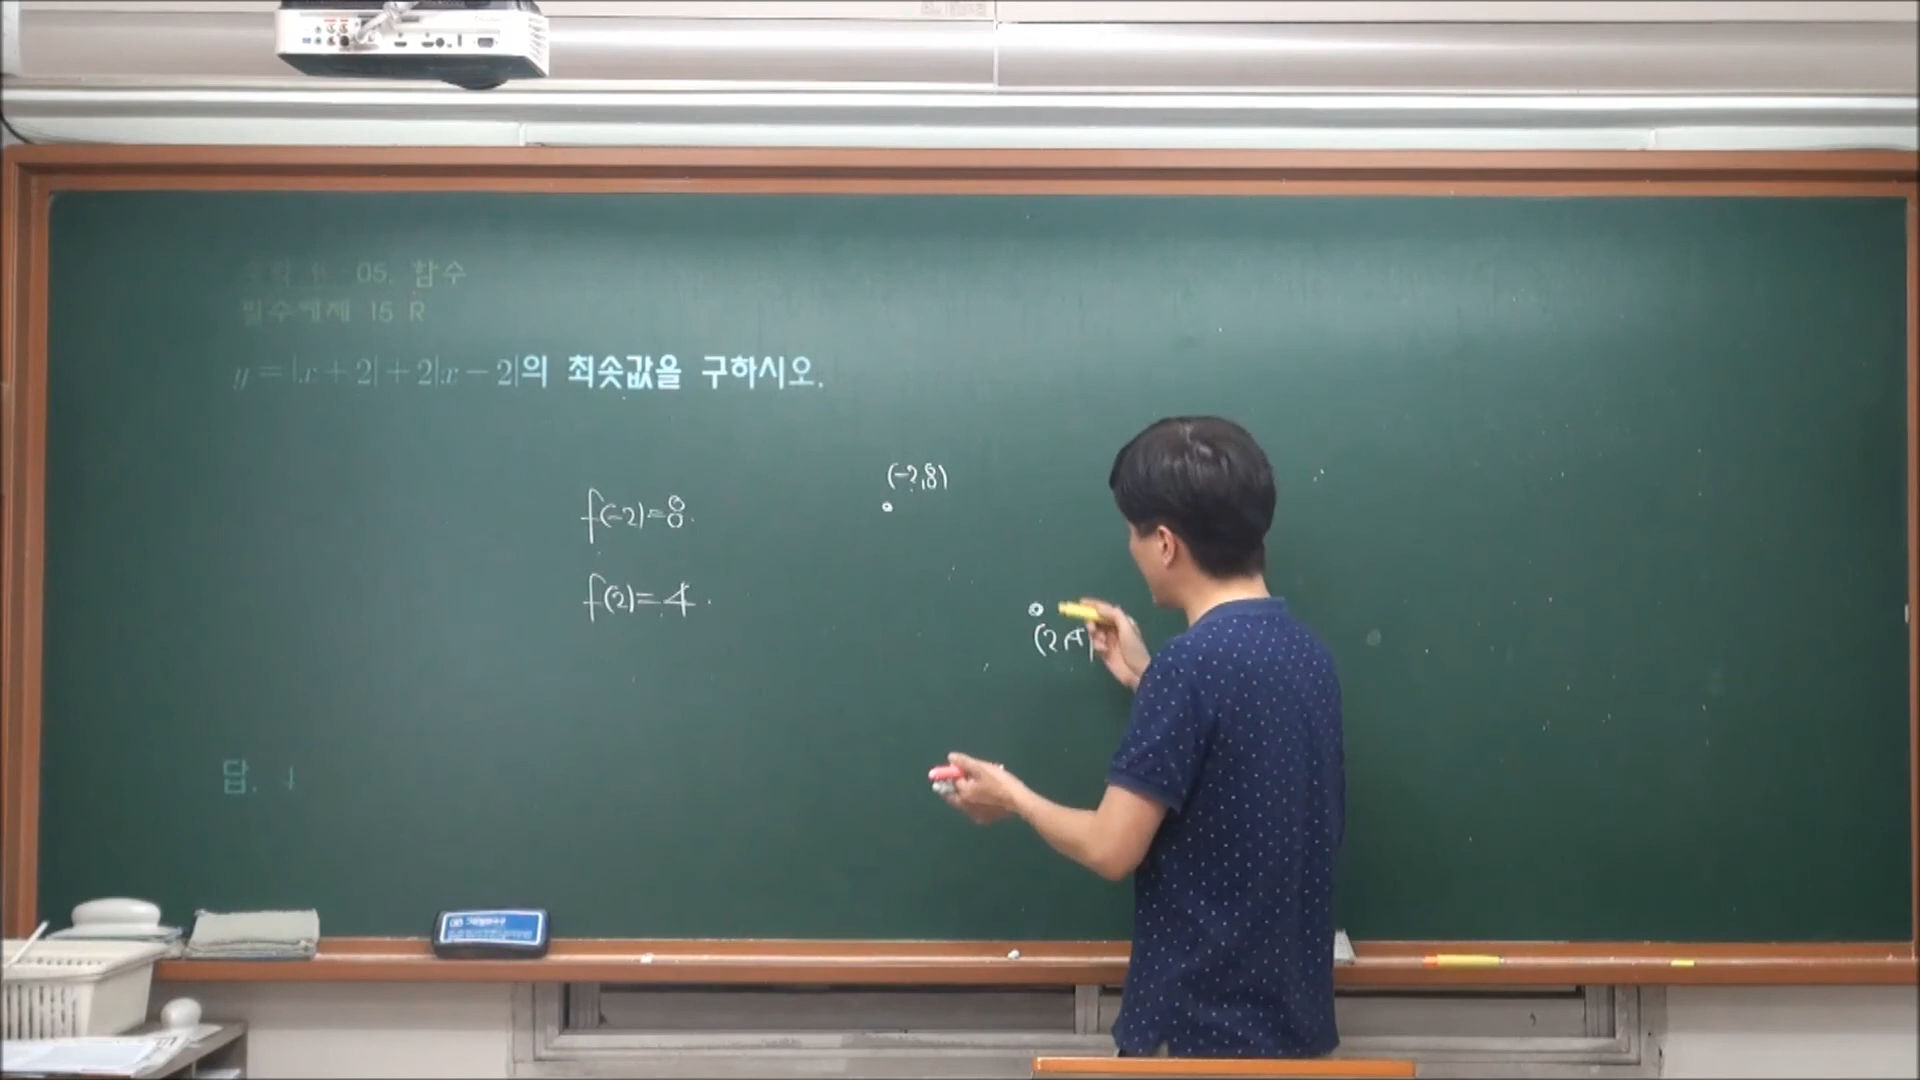 05. 함수
필수예제 15 R
y = |x + 2| + 2|x − 2|의 최솟값을 구하시오.
f(-2)=8.
f(2)=4.
(-2,8)
(2,4)
답. 4